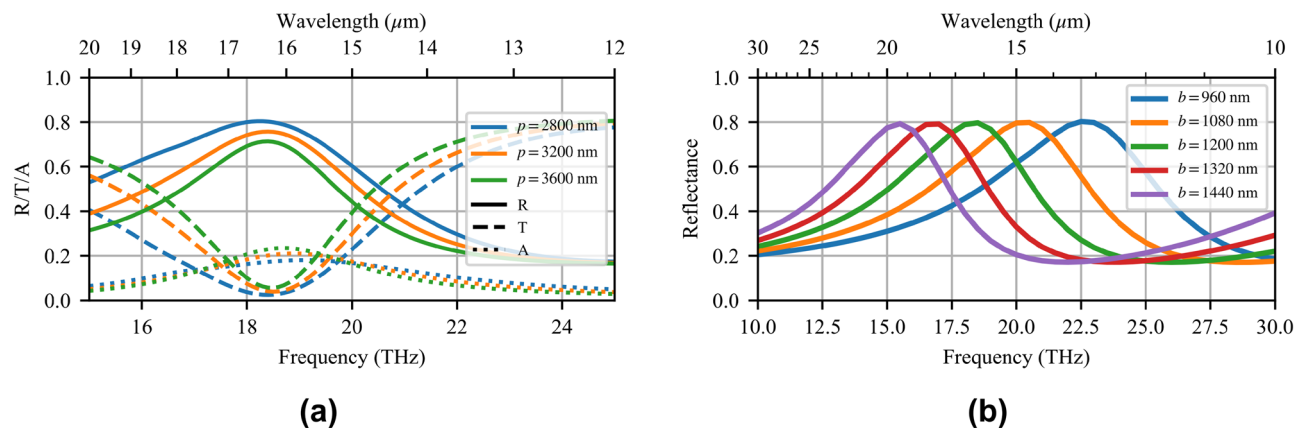 Wavelength (μm)
20 19 18 17 16 15 14 13 12
1.0
0.8
0.6
0.4
0.2
0.0
R/T/A
p = 2800 nm
p = 3200 nm
p = 3600 nm
R
T
A
16 18 20 22 24
Frequency (THz)
(a)
Wavelength (μm)
30 25 20 15 10
1.0
0.8
0.6
0.4
0.2
0.0
Reflectance
b = 960 nm
b = 1080 nm
b = 1200 nm
b = 1320 nm
b = 1440 nm
10.0 12.5 15.0 17.5 20.0 22.5 25.0 27.5 30.0
Frequency (THz)
(b)